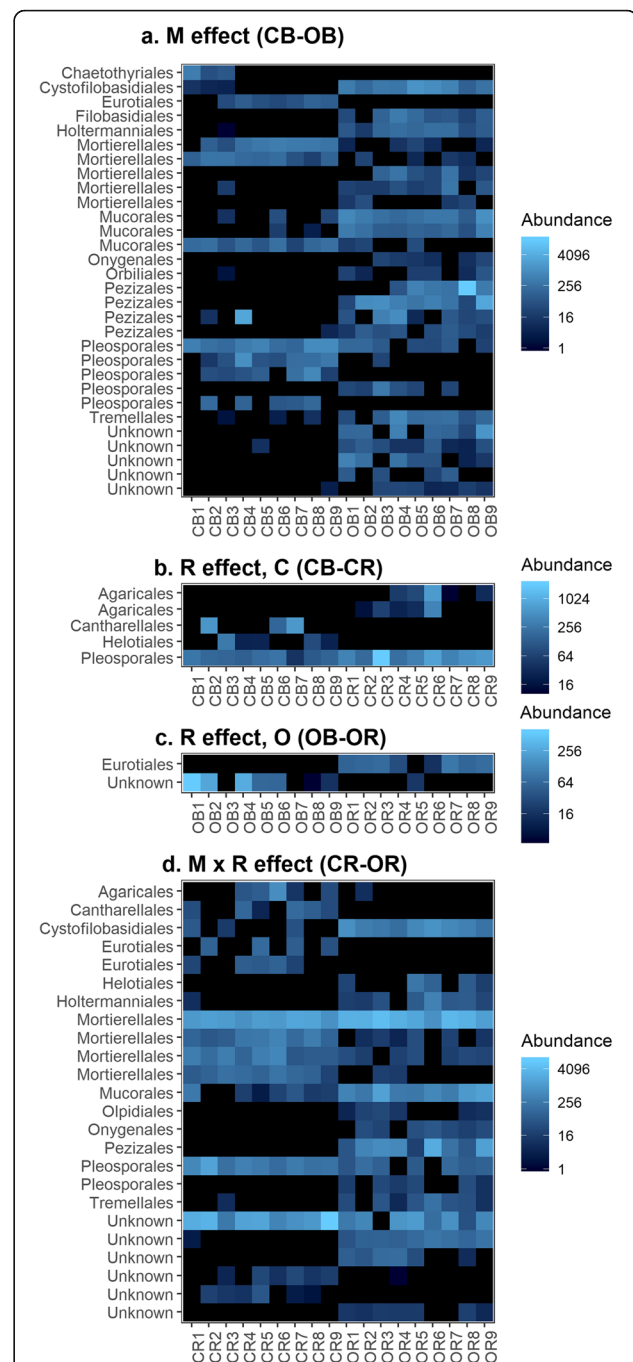 a. M effect (CB-OB)
Chaetothyriales
Cystofilobasidiales
Eurotiales
Filobasidiales
Holtermanniales
Mortierellales
Mortierellales
Mortierellales
Mortierellales
Mortierellales
Mucorales
Mucorales
Mucorales
Onygenales
Orbiliales
Pezizales
Pezizales
Pezizales
Pezizales
Pleosporales
Pleosporales
Pleosporales
Pleosporales
Pleosporales
Tremellales
Unknown
Unknown
Unknown
Unknown
Unknown
CB1 CB2 CB3 CB4 CB5 CB6 CB7 CB8 CB9 OB1 OB2 OB3 OB4 OB5 OB6 OB7 OB8 OB9
Abundance
4096
256
16
1
b. R effect, C (CB-CR)
Agaricales
Agaricales
Cantharellales
Helotiales
Pleosporales
CB1 CB2 CB3 CB4 CB5 CB6 CB7 CB8 CB9 CR1 CR2 CR3 CR4 CR5 CR6 CR7 CR8 CR9
Abundance
1024
256
64
16
c. R effect, O (OB-OR)
Eurotiales
Unknown
OB1 OB2 OB3 OB4 OB5 OB6 OB7 OB8 OB9 OR1 OR2 OR3 OR4 OR5 OR6 OR7 OR8 OR9
Abundance
256
64
16
d. M x R effect (CR-OR)
Agaricales
Cantharellales
Cystofilobasidiales
Eurotiales
Eurotiales
Helotiales
Holtermanniales
Mortierellales
Mortierellales
Mortierellales
Mortierellales
Mucorales
Olpidiales
Onygenales
Pezizales
Pleosporales
Pleosporales
Tremellales
Unknown
Unknown
Unknown
Unknown
Unknown
Unknown
CR1 CR2 CR3 CR4 CR5 CR6 CR7 CR8 CR9 OR1 OR2 OR3 OR4 OR5 OR6 OR7 OR8 OR9
Abundance
4096
256
16
1